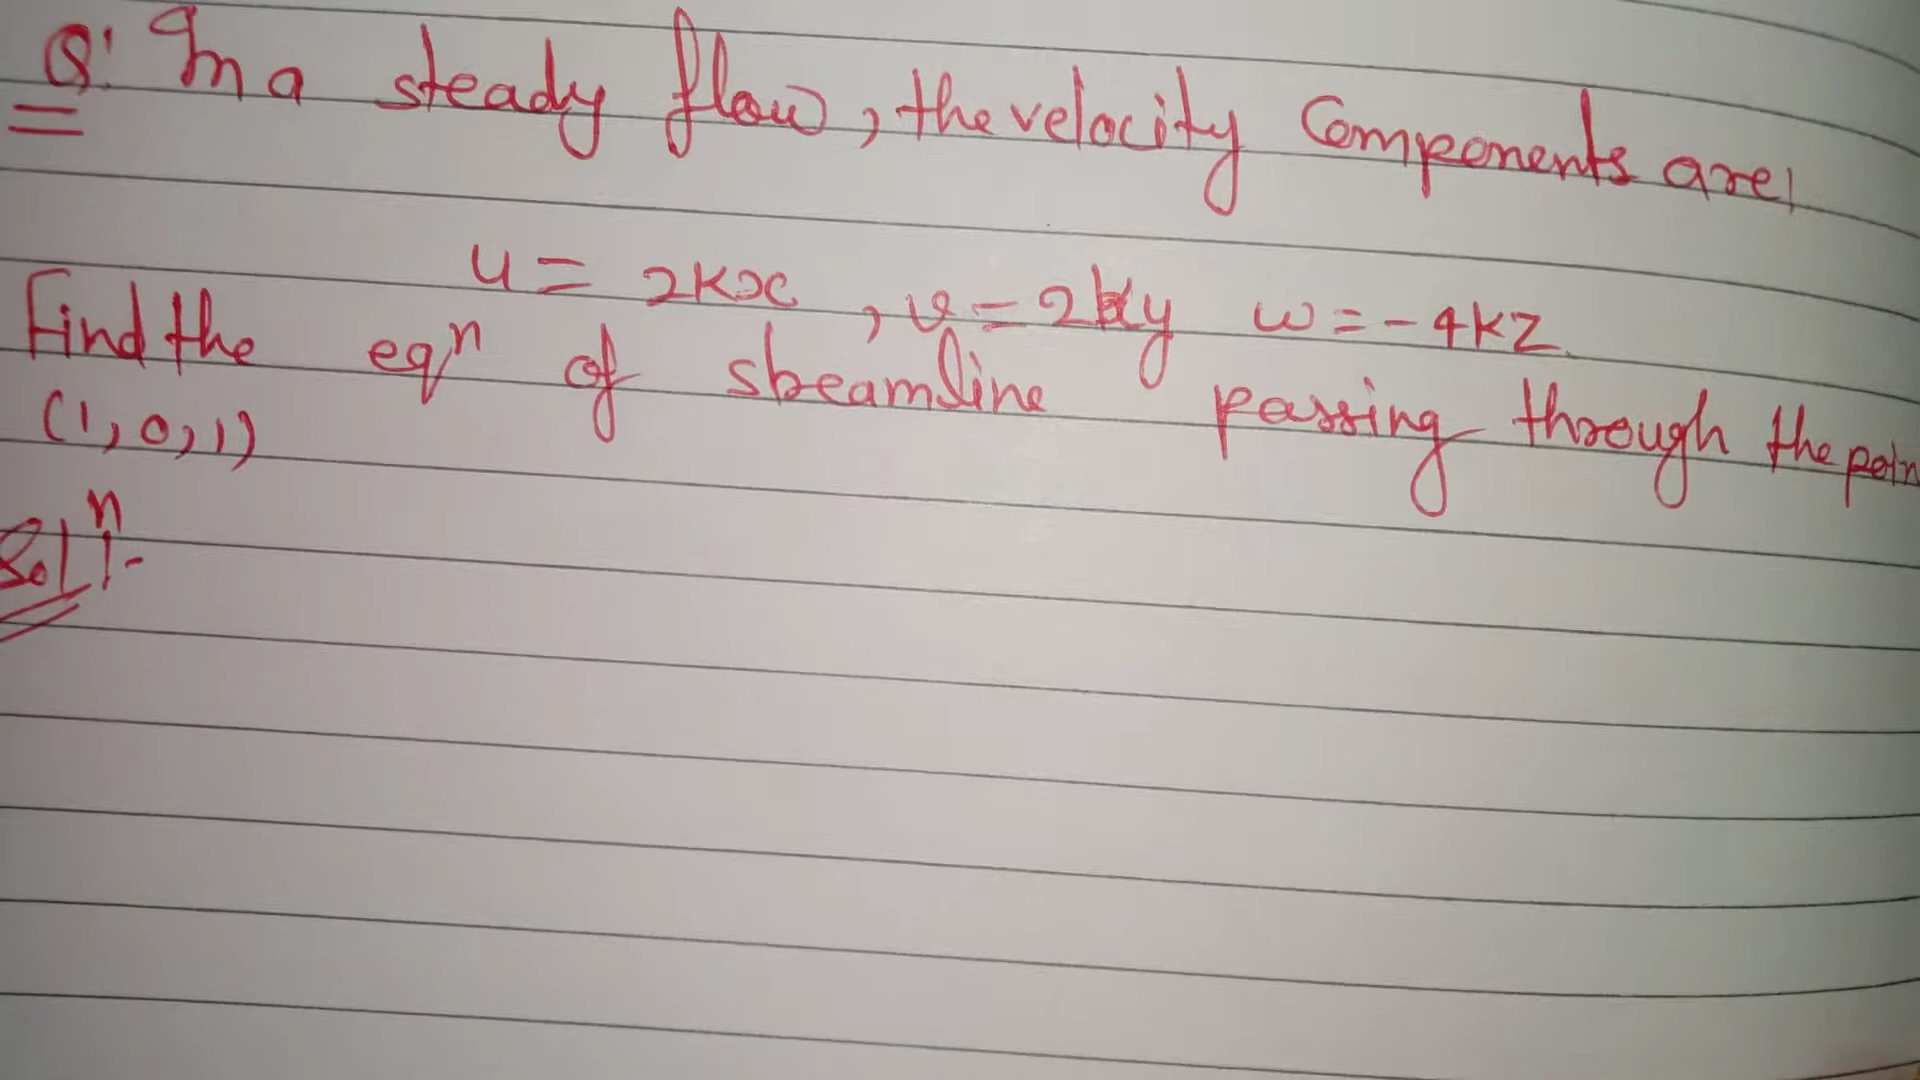 Q: In a steady flow, the velocity Components are,
u = 2kx, v = 2ky w = -4kz
Find the eqⁿ of streamline passing through the poin
(1,0,1)
Solⁿ:-